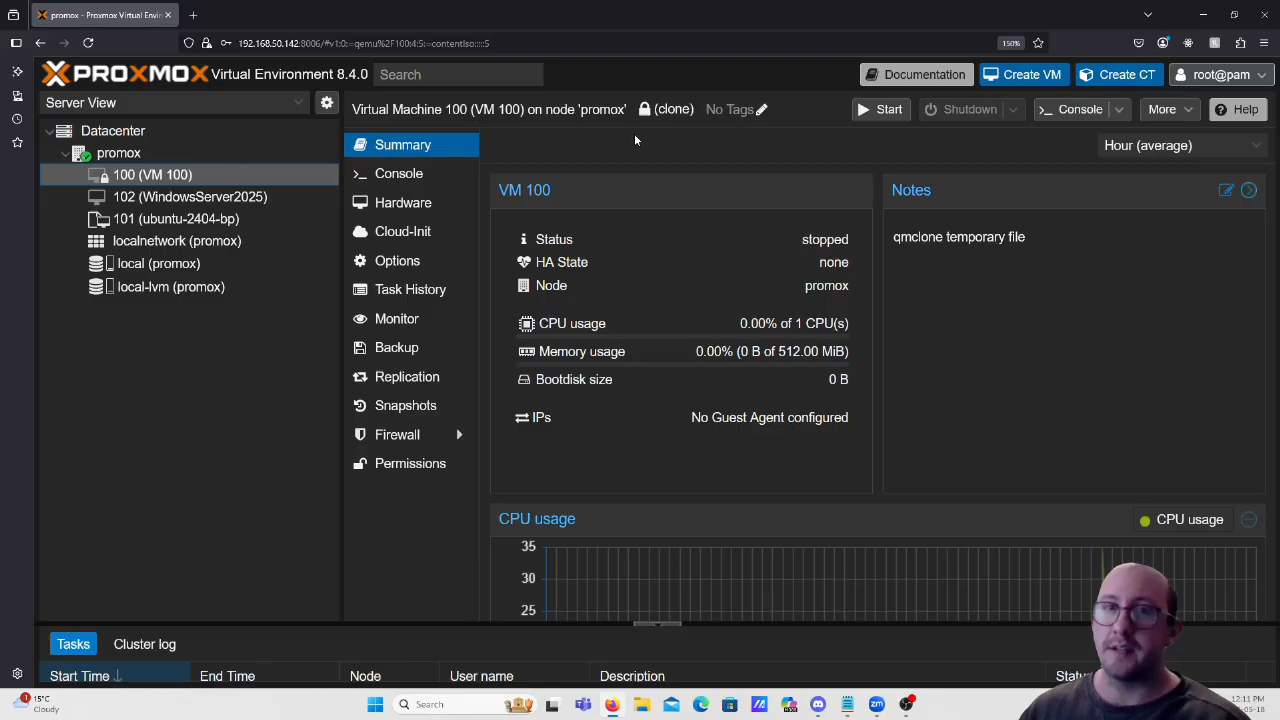 promox - Proxmox Virtual Envir
192.168.50.142:8006/#v1:0:=qemu%2F100:4:5:=contentIso:::::5
150%
PROXMOX Virtual Environment 8.4.0
Search
Documentation
Create VM
Create CT
root@pam
Server View
Virtual Machine 100 (VM 100) on node 'promox'
(clone)
No Tags
Start
Shutdown
Console
More
Help
Datacenter
promox
100 (VM 100)
102 (WindowsServer2025)
101 (ubuntu-2404-bp)
localnetwork (promox)
local (promox)
local-lvm (promox)
Summary
Console
Hardware
Cloud-Init
Options
Task History
Monitor
Backup
Replication
Snapshots
Firewall
Permissions
Hour (average)
VM 100
Status stopped
HA State none
Node promox
CPU usage 0.00% of 1 CPU(s)
Memory usage 0.00% (0 B of 512.00 MiB)
Bootdisk size 0 B
IPs No Guest Agent configured
Notes
qmclone temporary file
CPU usage
CPU usage
35
30
25
Tasks
Cluster log
Start Time
End Time
Node
User name
Description
15°C
Cloudy
Search
12:11 PM